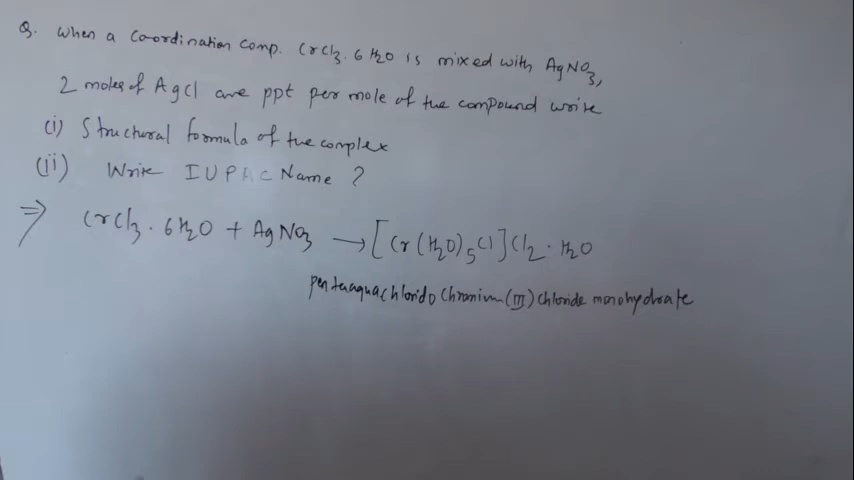 Q. When a Coordination comp. CrCl3. 6H2O is mixed with AgNO3,
2 moles of AgCl are ppt per mole of the compound write
(i) Structural formula of the complex
(ii) Write IUPAC Name ?
⇒ CrCl3 . 6H2O + AgNO3 → [Cr(H2O)5Cl]Cl2 . H2O
pentaaquachlorido Chromium(III) chloride monohydrate